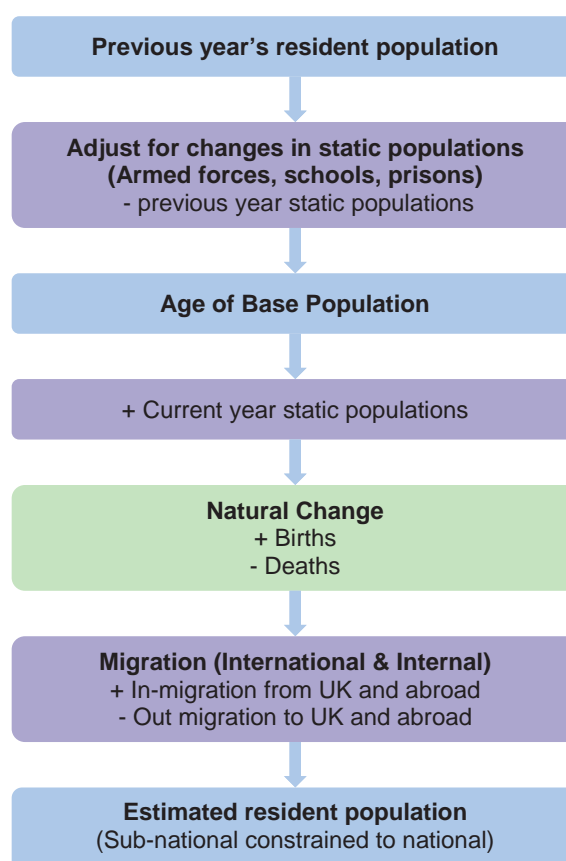 Previous year’s resident population
Adjust for changes in static populations
(Armed forces, schools, prisons)
- previous year static populations
Age of Base Population
+ Current year static populations
Natural Change
+ Births
- Deaths
Migration (International & Internal)
+ In-migration from UK and abroad
- Out migration to UK and abroad
Estimated resident population
(Sub-national constrained to national)